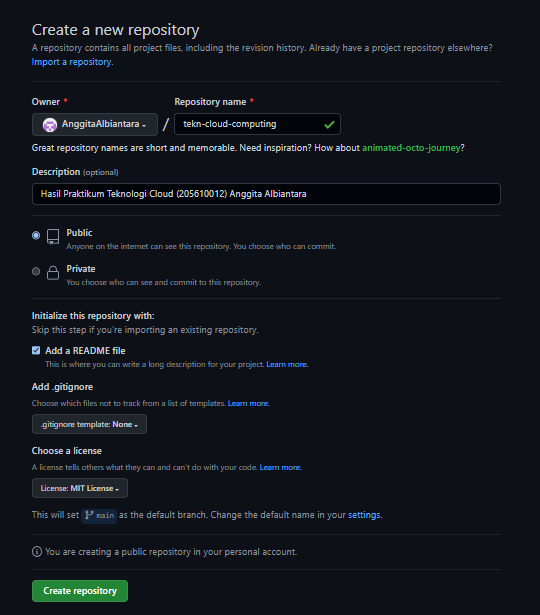 Create a new repository
A repository contains all project files, including the revision history. Already have a project repository elsewhere?
Import a repository.
Owner *
Repository name *
AnggitaAlbiantara
/
tekn-cloud-computing
Great repository names are short and memorable. Need inspiration? How about animated-octo-journey?
Description (optional)
Hasil Praktikum Teknologi Cloud (205610012) Anggita Albiantara
Public
Anyone on the internet can see this repository. You choose who can commit.
Private
You choose who can see and commit to this repository.
Initialize this repository with:
Skip this step if you're importing an existing repository.
Add a README file
This is where you can write a long description for your project. Learn more.
Add .gitignore
Choose which files not to track from a list of templates. Learn more.
.gitignore template: None
Choose a license
A license tells others what they can and can't do with your code. Learn more.
License: MIT License
This will set main as the default branch. Change the default name in your settings.
You are creating a public repository in your personal account.
Create repository